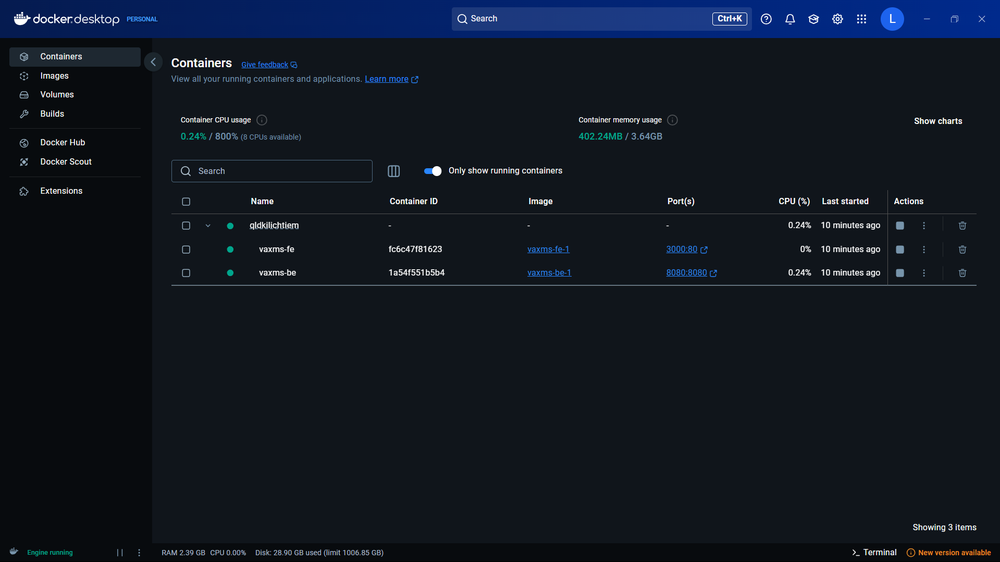 docker.desktop PERSONAL
Search Ctrl+K
L
Containers
Images
Volumes
Builds
Docker Hub
Docker Scout
Extensions
Containers Give feedback
View all your running containers and applications. Learn more
Container CPU usage
0.24% / 800% (8 CPUs available)
Container memory usage
402.24MB / 3.64GB
Show charts
Search
Only show running containers
Name Container ID Image Port(s) CPU (%) Last started Actions
qldkilichtiem - - - 0.24% 10 minutes ago
vaxms-fe fc6c47f81623 vaxms-fe-1 3000:80 0% 10 minutes ago
vaxms-be 1a54f551b5b4 vaxms-be-1 8080:8080 0.24% 10 minutes ago
Showing 3 items
Engine running RAM 2.39 GB CPU 0.00% Disk: 28.90 GB used (limit 1006.85 GB) Terminal New version available